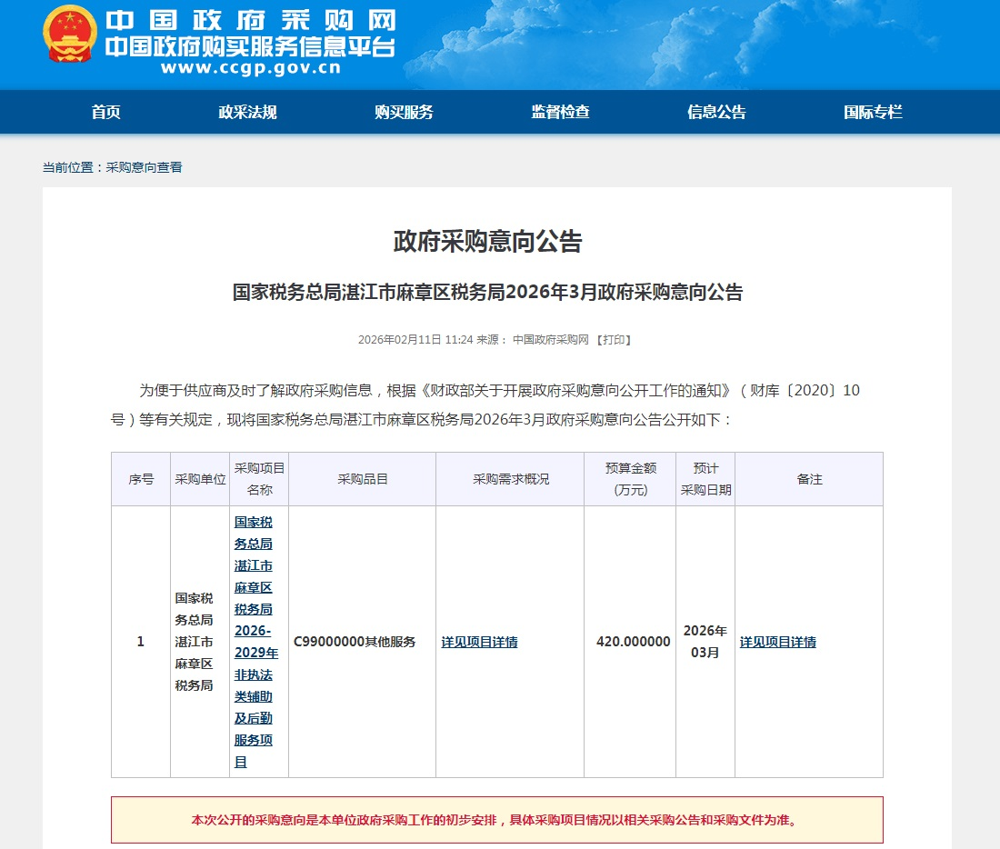 中国政府采购网
中国政府购买服务信息平台
www.ccgp.gov.cn
首页 政采法规 购买服务 监督检查 信息公告 国际专栏
当前位置：采购意向查看
政府采购意向公告
国家税务总局湛江市麻章区税务局2026年3月政府采购意向公告
2026年02月11日 11:24 来源： 中国政府采购网 【打印】
为便于供应商及时了解政府采购信息，根据《财政部关于开展政府采购意向公开工作的通知》（财库〔2020〕10
号）等有关规定，现将国家税务总局湛江市麻章区税务局2026年3月政府采购意向公告公开如下：
序号
采购单位
采购项目
名称
采购品目
采购需求概况
预算金额
(万元)
预计
采购日期
备注
1
国家税
务总局
湛江市
麻章区
税务局
国家税
务总局
湛江市
麻章区
税务局
2026-
2029年
非执法
类辅助
及后勤
服务项
目
C99000000其他服务
详见项目详情
420.000000
2026年
03月
详见项目详情
本次公开的采购意向是本单位政府采购工作的初步安排，具体采购项目情况以相关采购公告和采购文件为准。